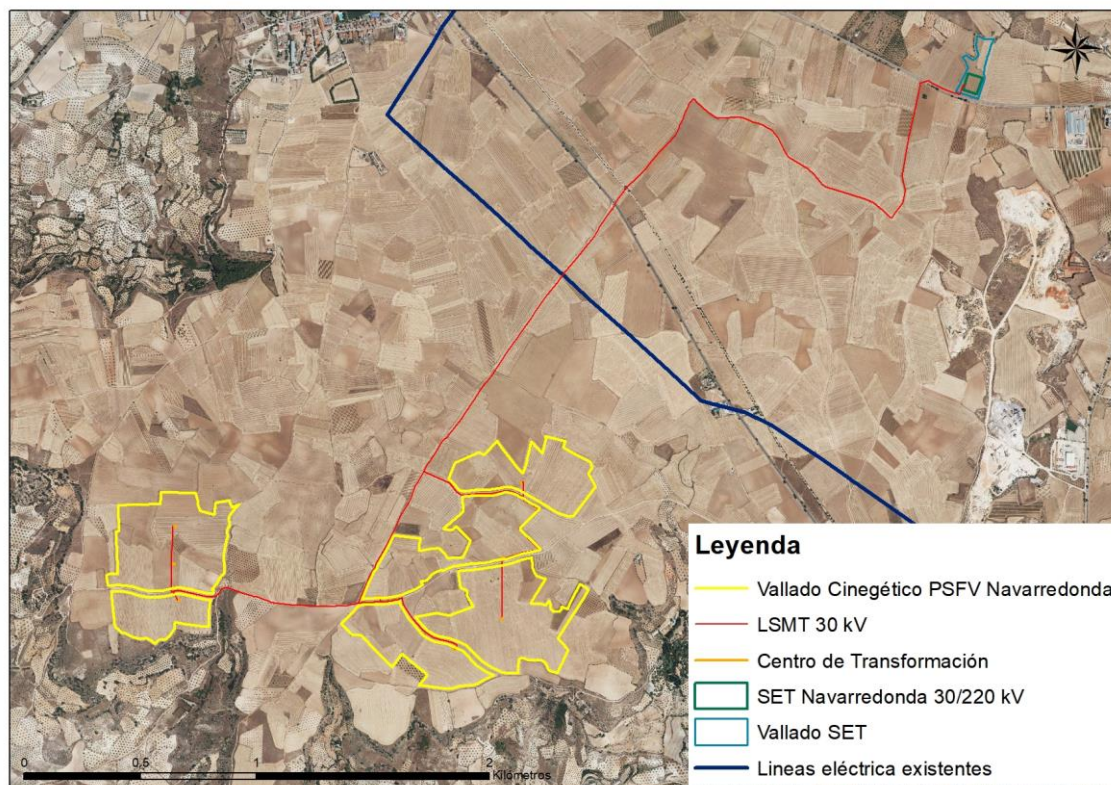 Leyenda
Vallado Cinegético PSFV Navarredonda
LSMT 30 kV
Centro de Transformación
SET Navarredonda 30/220 kV
Vallado SET
Lineas eléctrica existentes
0 0,5 1 2
Kilómetros